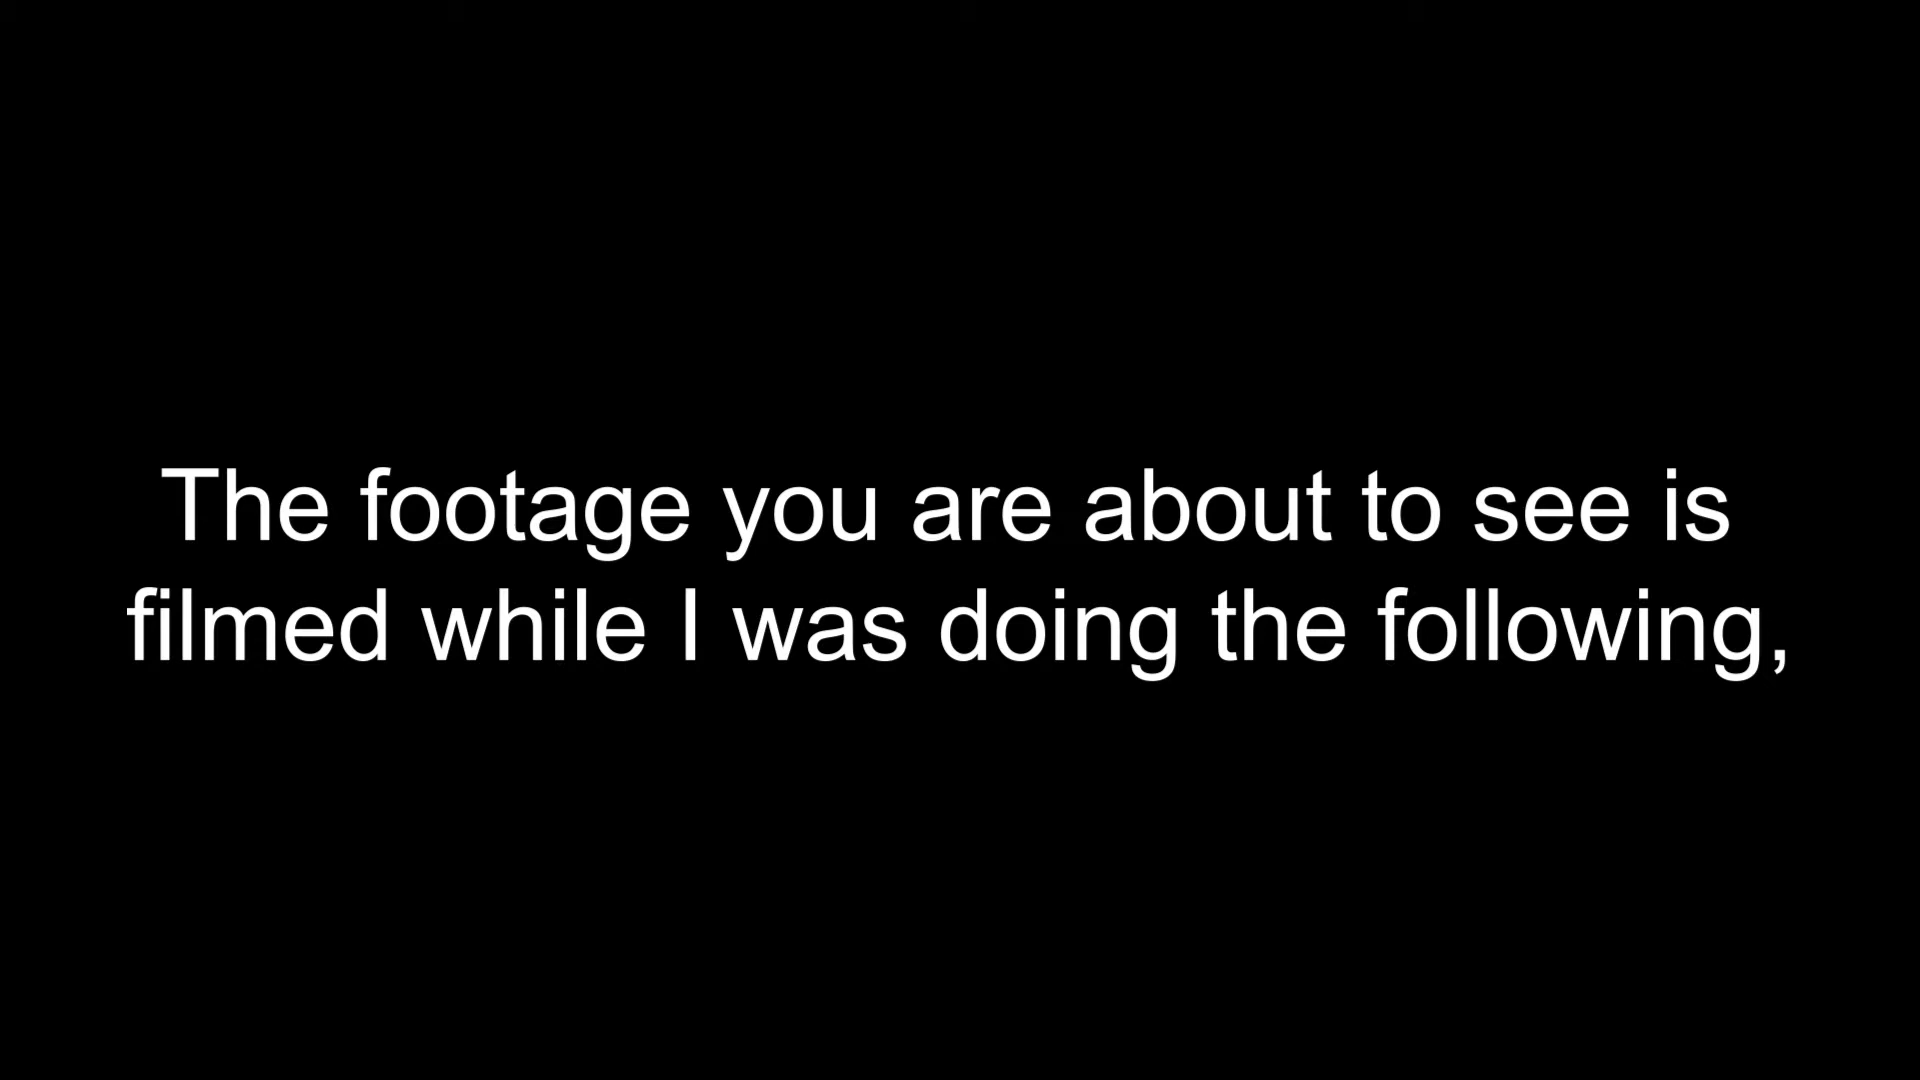 The footage you are about to see is
filmed while I was doing the following,